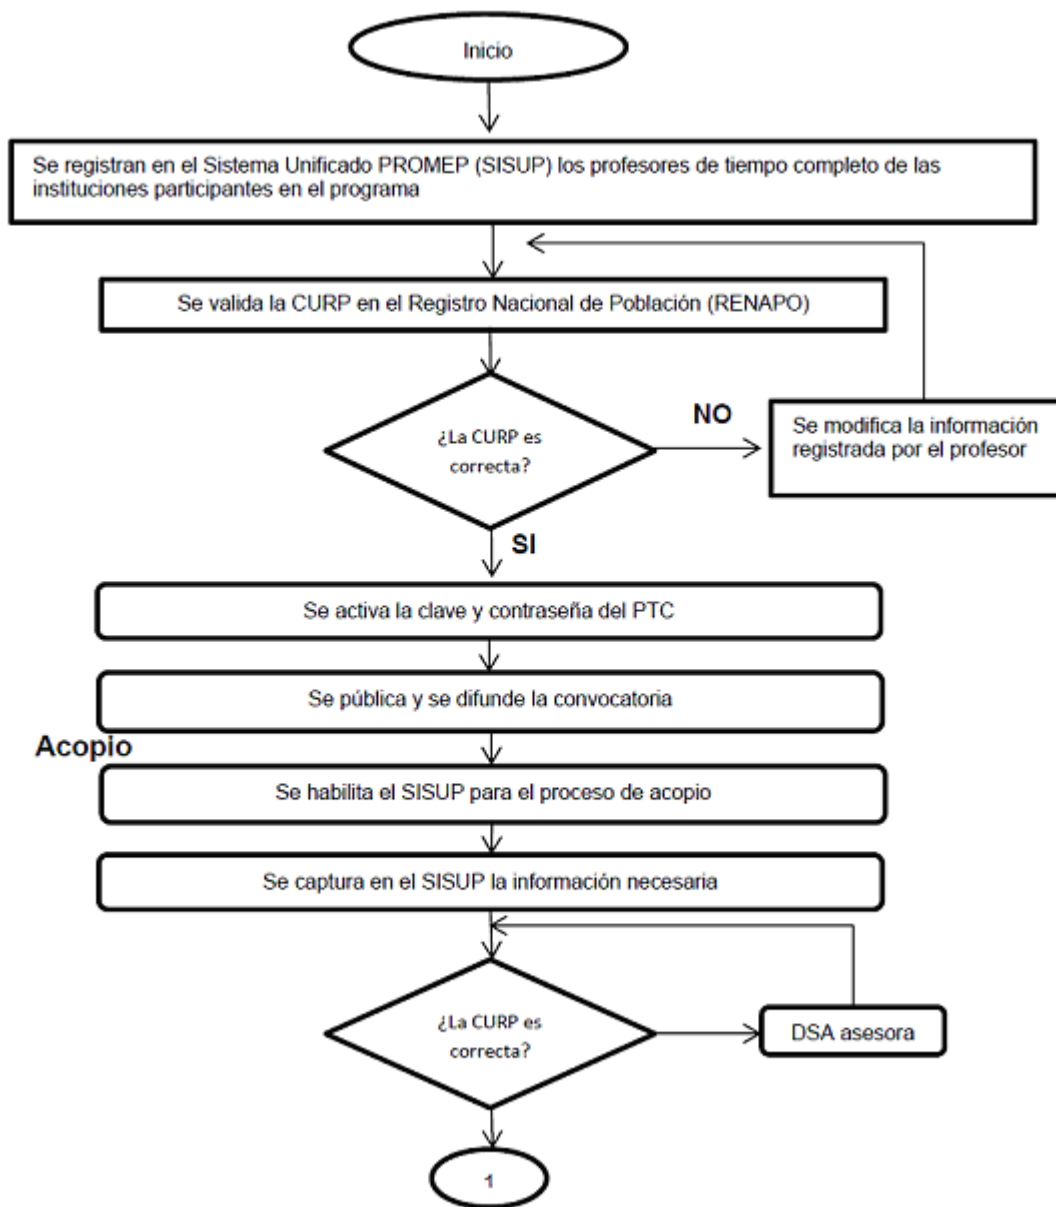 Inicio
Se registran en el Sistema Unificado PROMEP (SISUP) los profesores de tiempo completo de las
instituciones participantes en el programa
Se valida la CURP en el Registro Nacional de Población (RENAPO)
¿La CURP es
correcta?
NO
Se modifica la información
registrada por el profesor
SI
Se activa la clave y contraseña del PTC
Se pública y se difunde la convocatoria
Acopio
Se habilita el SISUP para el proceso de acopio
Se captura en el SISUP la información necesaria
¿La CURP es
correcta?
DSA asesora
1